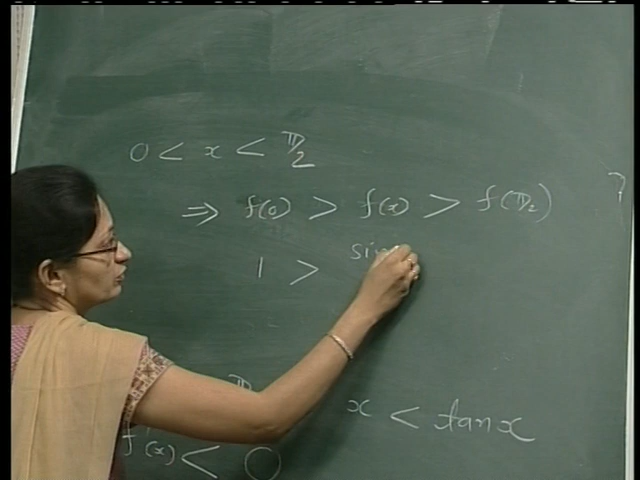 0 < x < π/2
⇒ f(0) > f(x) > f(π/2)
1 > sin
x < tan x
f'(x) < 0